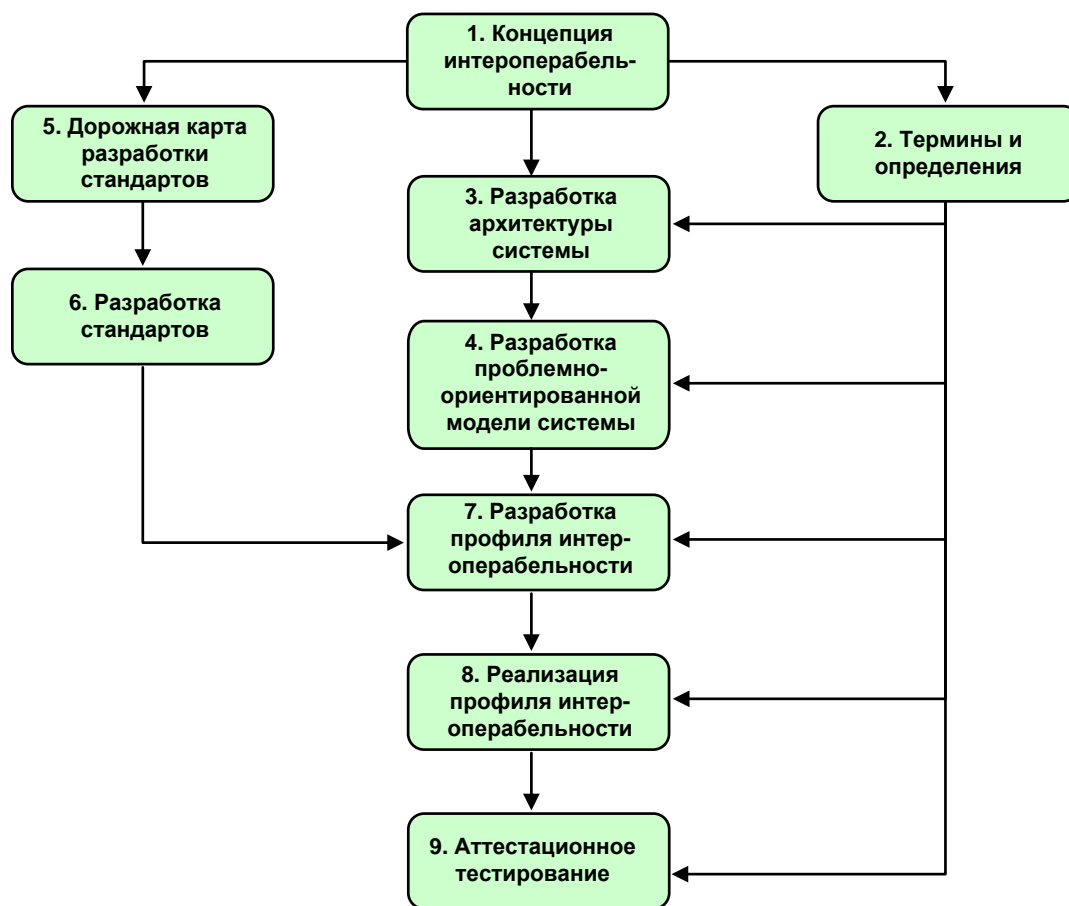 1. Концепция
интероперабель-
ности
5. Дорожная карта
разработки
стандартов
2. Термины и
определения
3. Разработка
архитектуры
системы
6. Разработка
стандартов
4. Разработка
проблемно-
ориентированной
модели системы
7. Разработка
профиля интер-
операбельности
8. Реализация
профиля интер-
операбельности
9. Аттестационное
тестирование